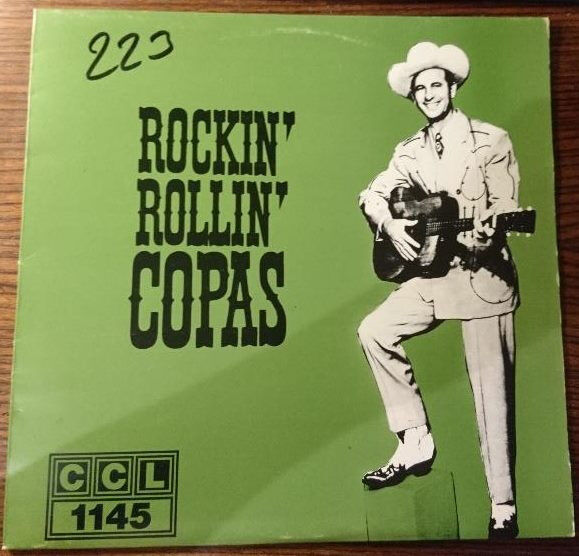 223
ROCKIN'
ROLLIN'
COPAS
CCL
1145